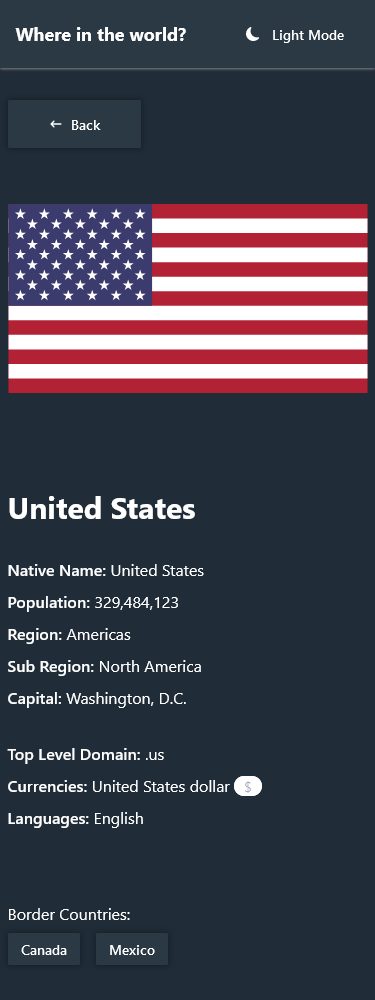 Where in the world?
Light Mode
← Back
United States
Native Name: United States
Population: 329,484,123
Region: Americas
Sub Region: North America
Capital: Washington, D.C.
Top Level Domain: .us
Currencies: United States dollar $
Languages: English
Border Countries:
Canada
Mexico